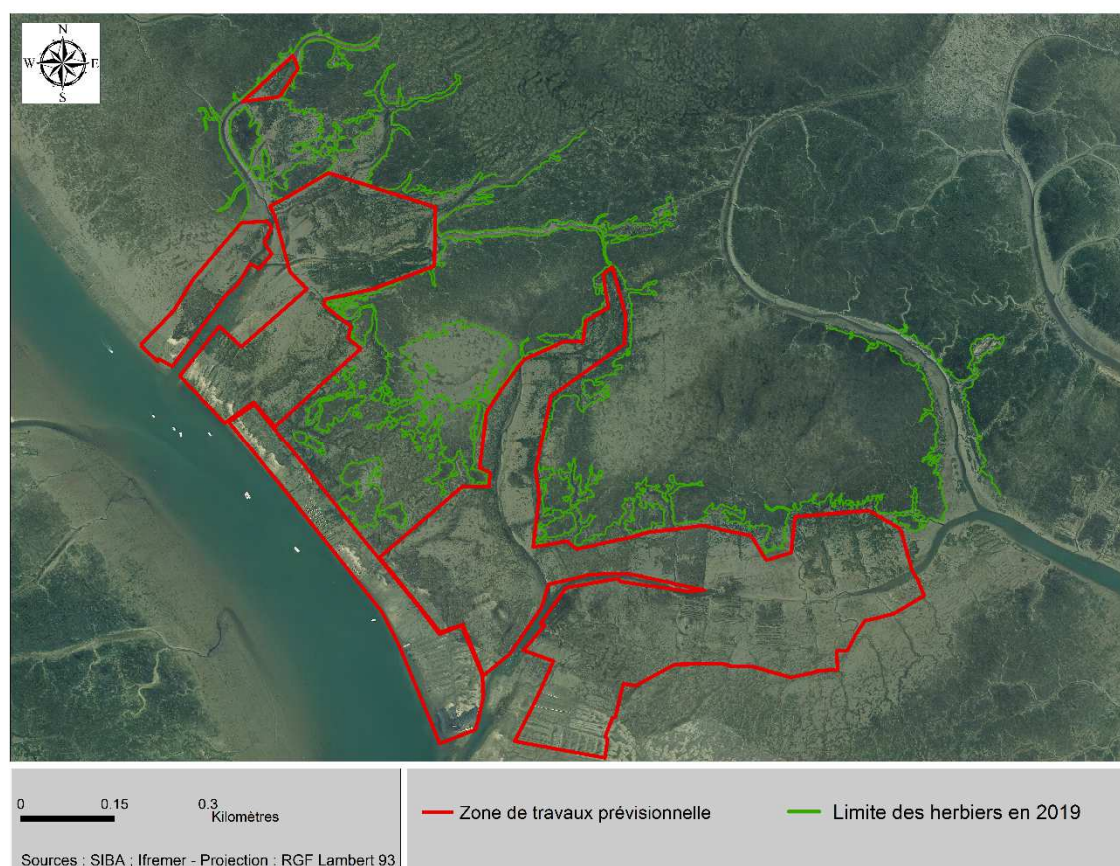 N
W E
S
0 0.15 0.3
Kilomètres
Sources : SIBA ; Ifremer - Projection : RGF Lambert 93
Zone de travaux prévisionnelle
Limite des herbiers en 2019